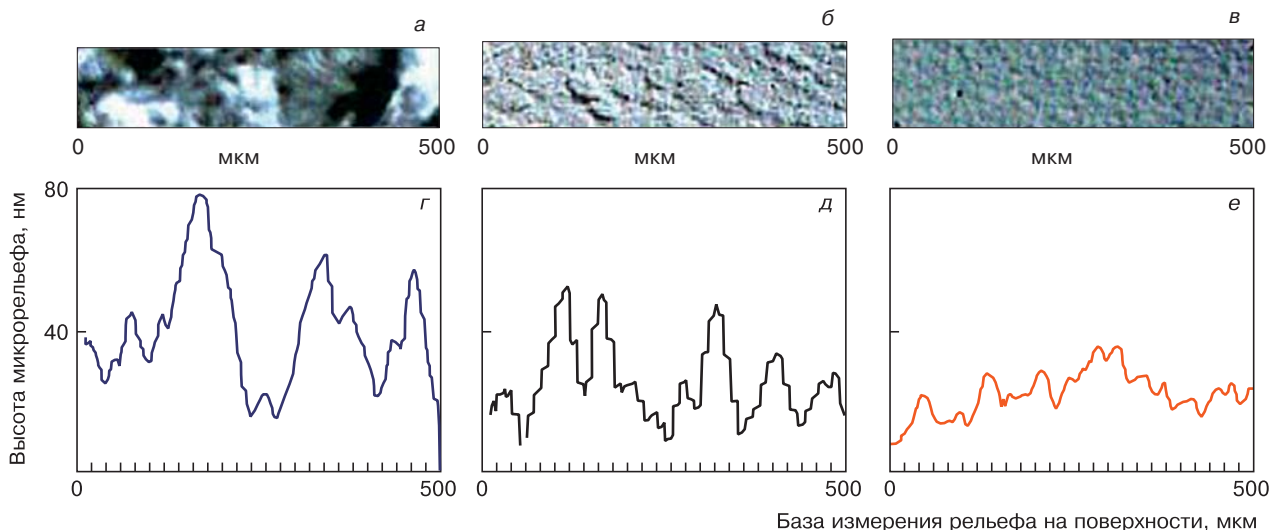 а б в
0 мкм 500 0 мкм 500 0 мкм 500
Высота микрорельефа, нм
80 г д е
40
0 500 0 500 0 500
База измерения рельефа на поверхности, мкм